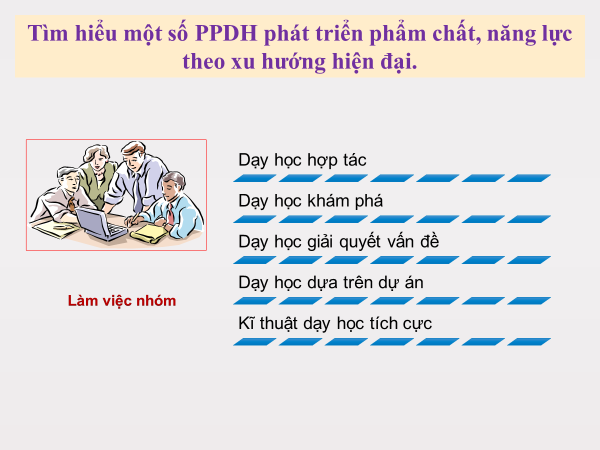 Tìm hiểu một số PPDH phát triển phẩm chất, năng lực
theo xu hướng hiện đại.
Dạy học hợp tác
Dạy học khám phá
Dạy học giải quyết vấn đề
Dạy học dựa trên dự án
Kĩ thuật dạy học tích cực
Làm việc nhóm